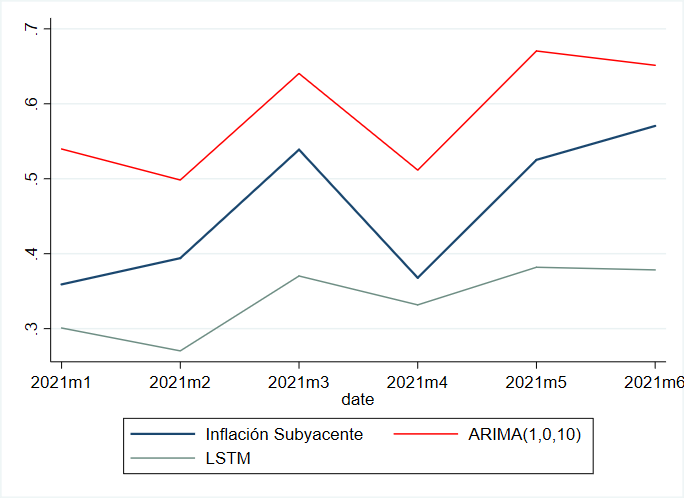 .7
.6
.5
.4
.3
2021m1 2021m2 2021m3 2021m4 2021m5 2021m6
date
Inflación Subyacente ARIMA(1,0,10)
LSTM